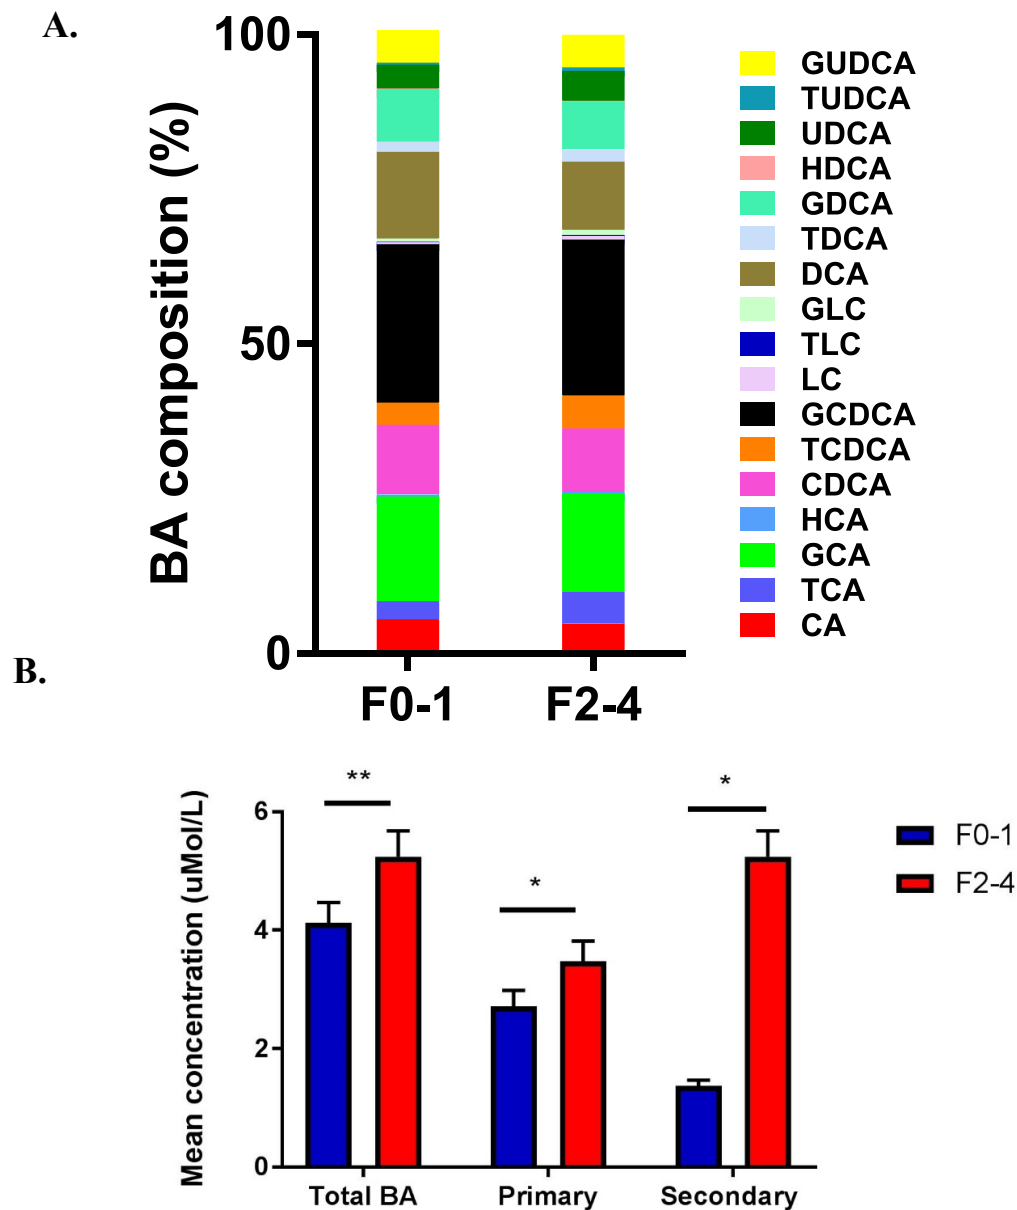 A.
BA composition (%)
100
50
0
F0-1
F2-4
GUDCA
TUDCA
UDCA
HDCA
GDCA
TDCA
DCA
GLC
TLC
LC
GCDCA
TCDCA
CDCA
HCA
GCA
TCA
CA
B.
Mean concentration (uMol/L)
6
4
2
0
**
*
*
Total BA
Primary
Secondary
F0-1
F2-4